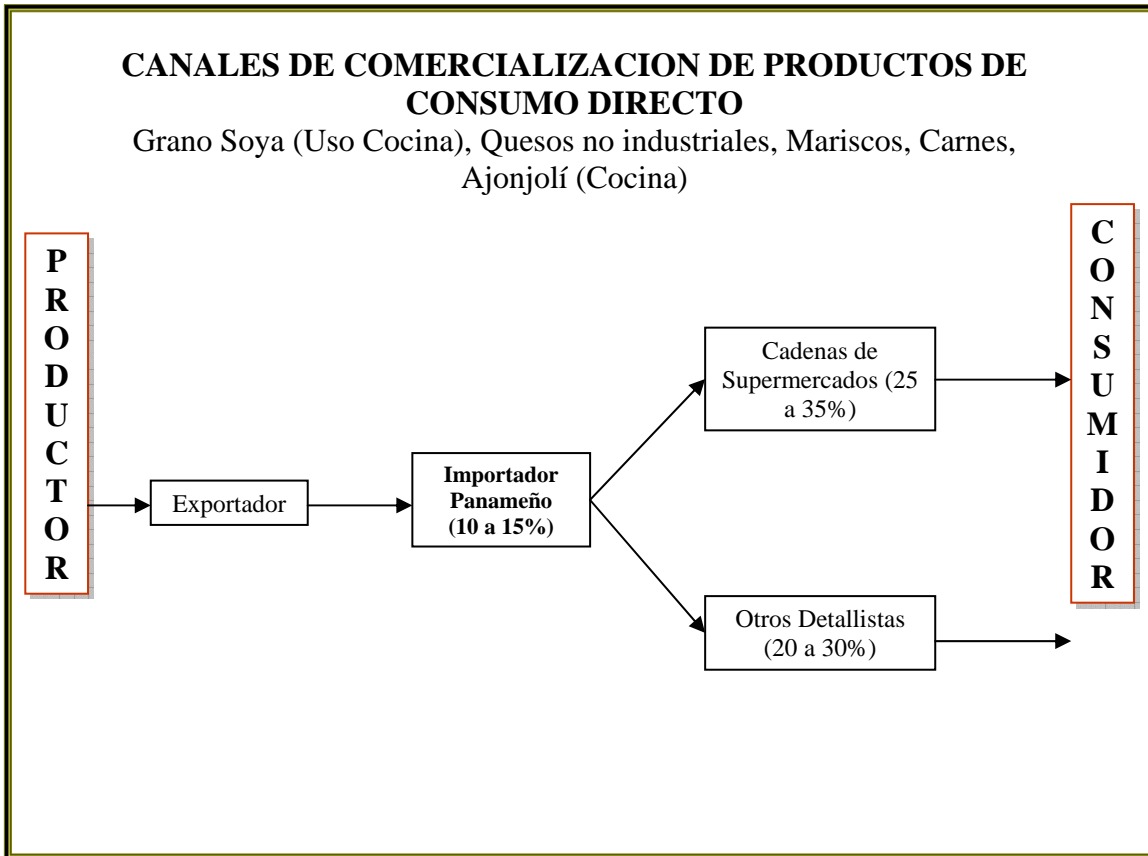 CANALES DE COMERCIALIZACION DE PRODUCTOS DE
CONSUMO DIRECTO
Grano Soya (Uso Cocina), Quesos no industriales, Mariscos, Carnes,
Ajonjolí (Cocina)
P
R
O
D
U
C
T
O
R
Exportador
Importador
Panameño
(10 a 15%)
Cadenas de
Supermercados (25
a 35%)
Otros Detallistas
(20 a 30%)
C
O
N
S
U
M
I
D
O
R